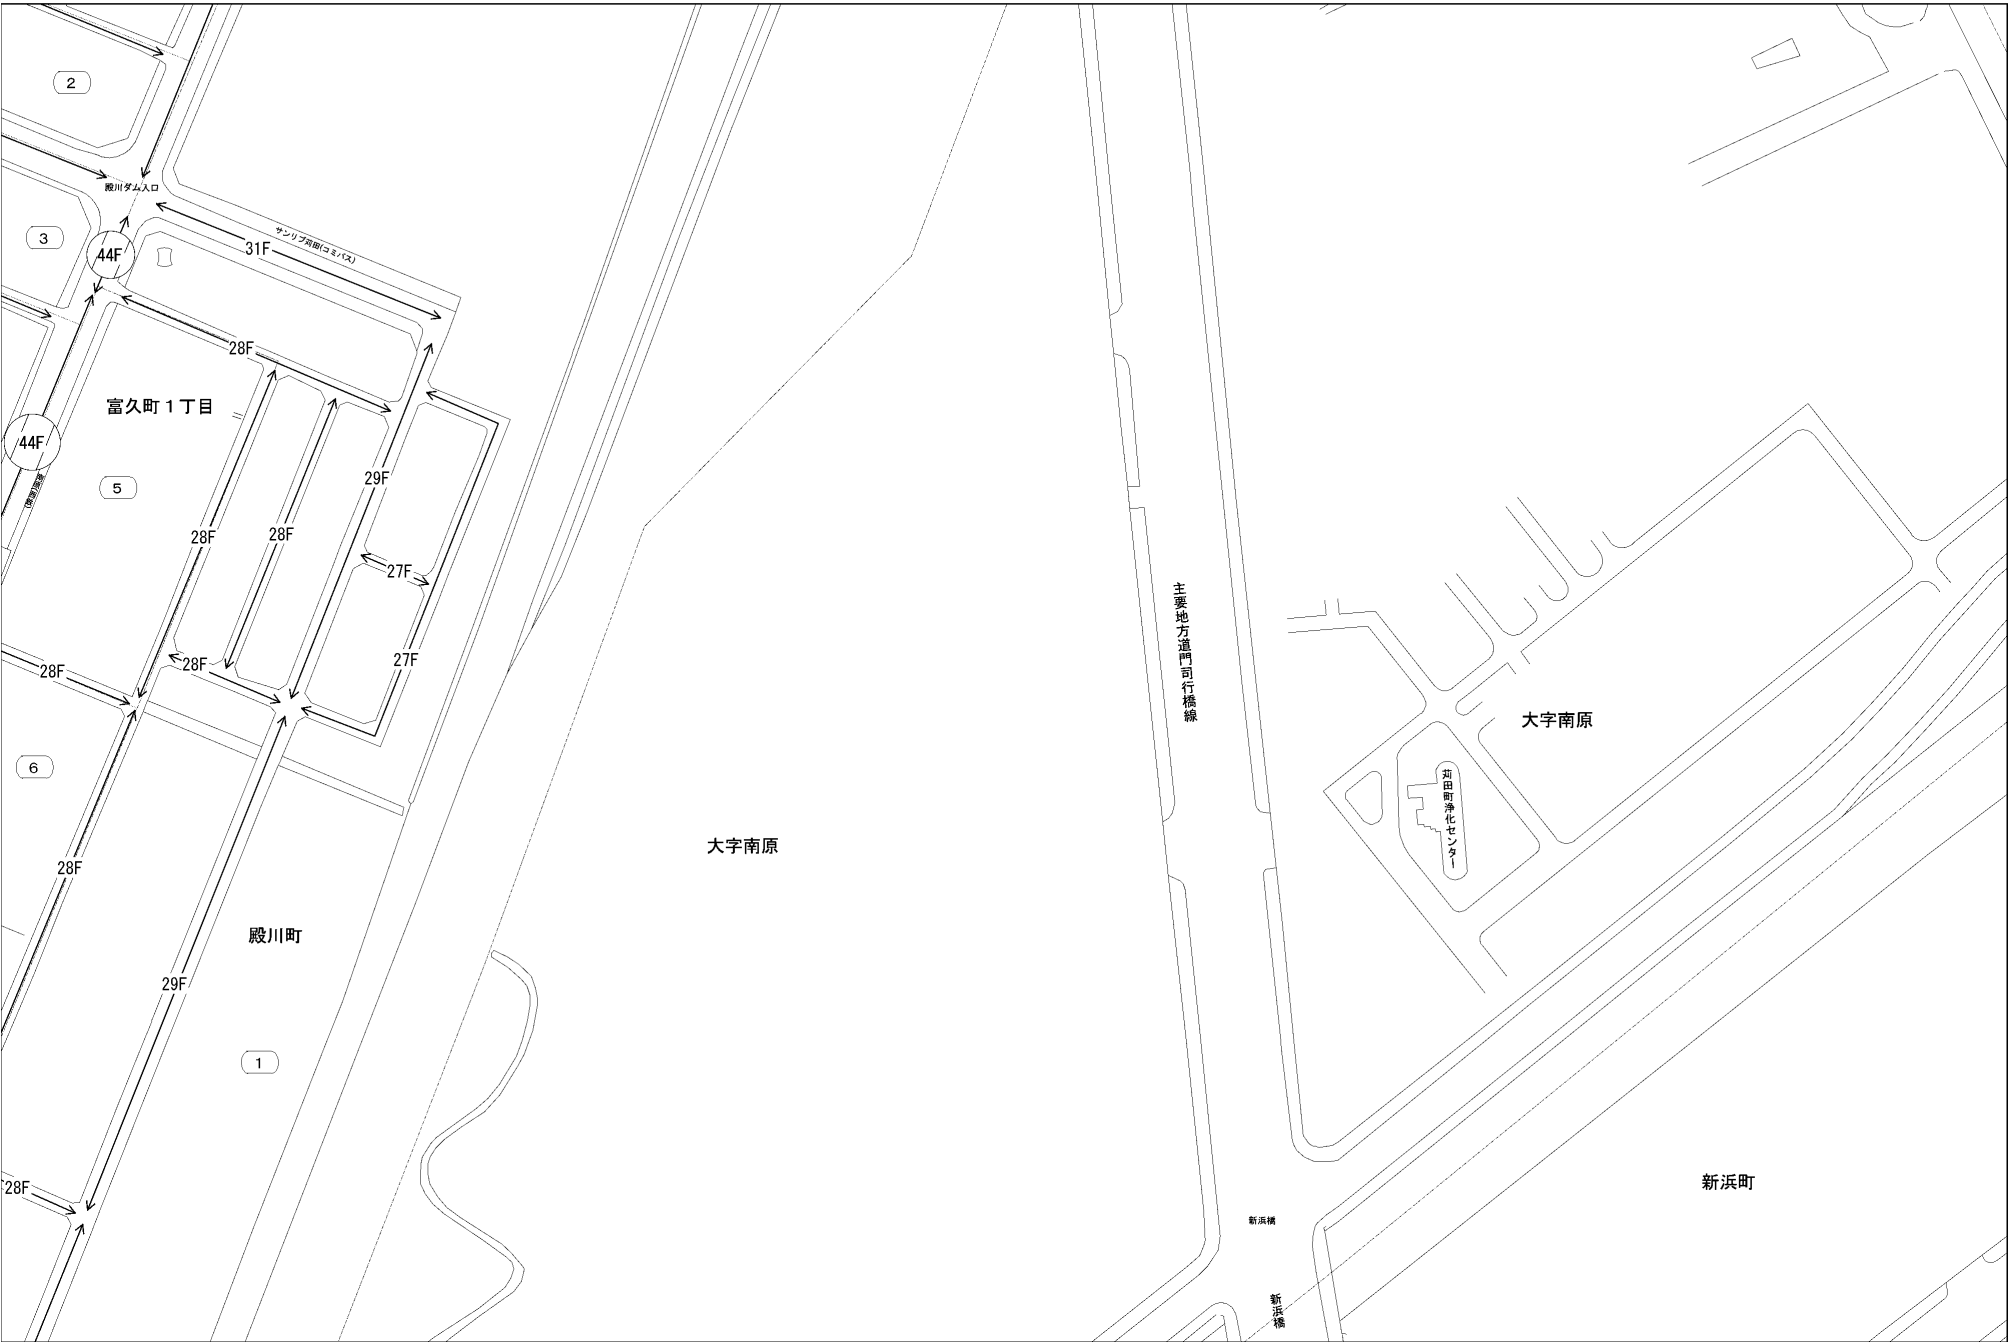 2
殿川ダム入口
3
44F
サンリブ苅田(コミバス)
31F
28F
富久町1丁目
44F
29F
5
28F
28F
27F
主要地方道門司行橋線
27F
28F
28F
大字南原
6
苅田町浄化センター
大字南原
28F
殿川町
29F
1
28F
新浜町
新浜橋
新浜橋